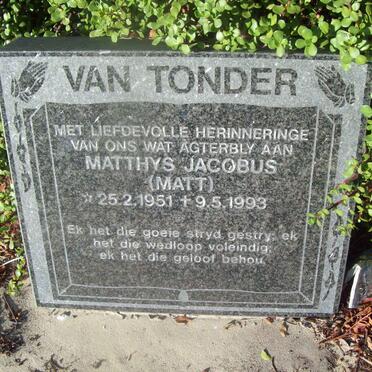 VAN TONDER
MET LIEFDEVOLLE HERINNERINGE
VAN ONS WAT AGTERBLY AAN
MATTHYS JACOBUS
(MATT)
☆ 25.2.1951 ✝ 9.5.1993
Ek het die goeie stryd gestry; ek
het die wedloop voleindig;
ek het die geloof behou.